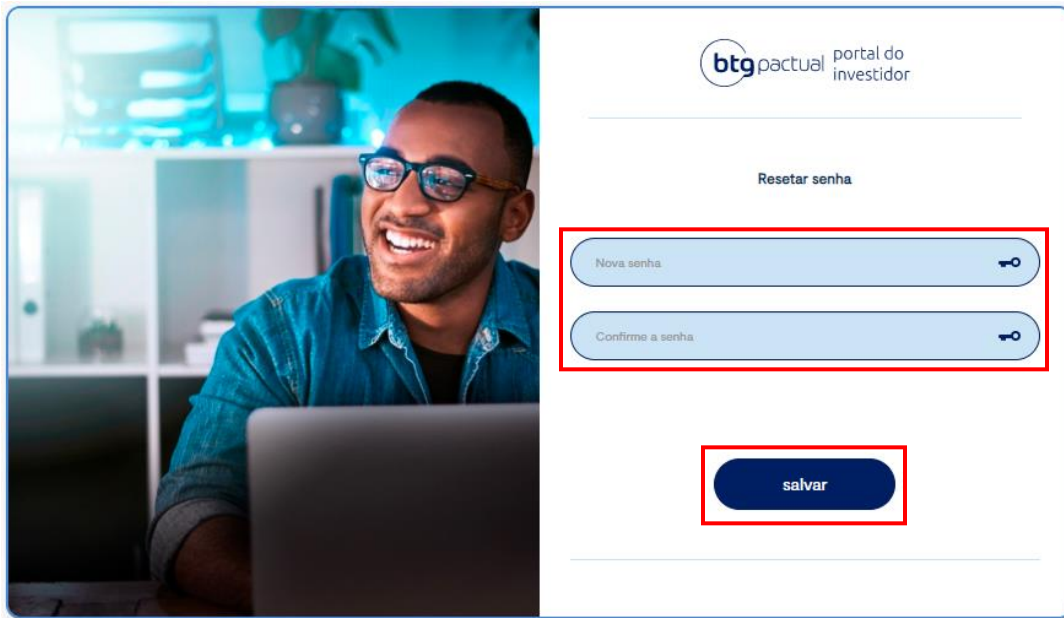 btg pactual portal do
investidor
Resetar senha
Nova senha
Confirme a senha
salvar